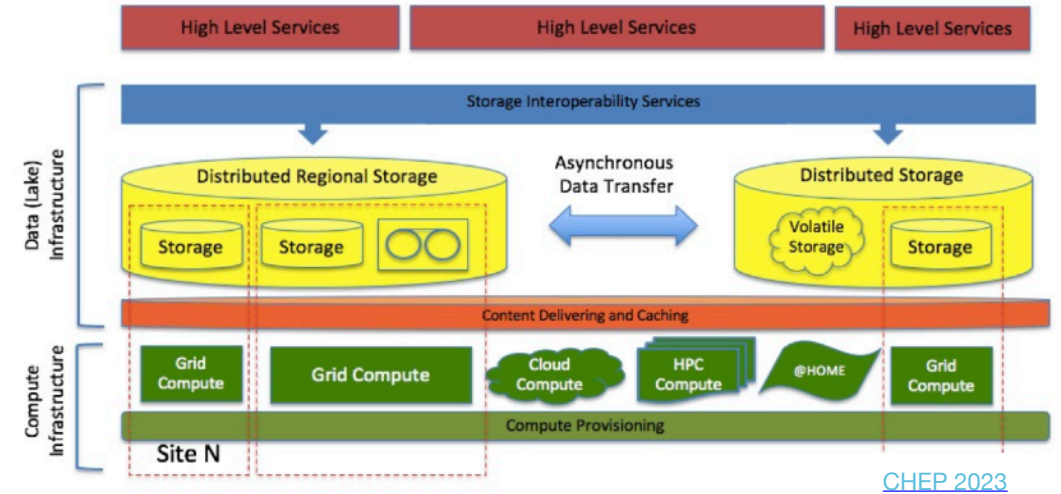 High Level Services
High Level Services
High Level Services
Storage Interoperability Services
Data (Lake)
Infrastructure
Distributed Regional Storage
Asynchronous
Data Transfer
Distributed Storage
Storage
Storage
Volatile
Storage
Storage
Content Delivering and Caching
Compute
Infrastructure
Grid
Compute
Grid Compute
Cloud
Compute
HPC
Compute
@HOME
Grid
Compute
Compute Provisioning
Site N
CHEP 2023